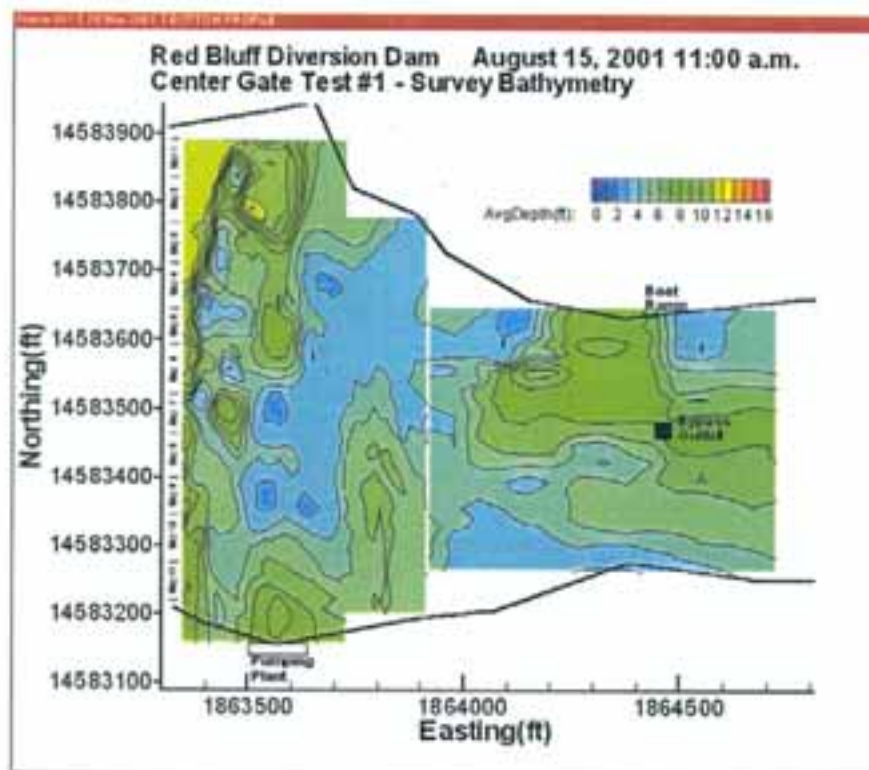 Red Bluff Diversion Dam August 15, 2001 11:00 a.m.
Center Gate Test #1 - Survey Bathymetry
14583900
14583800
14583700
14583600
14583500
14583400
14583300
14583200
14583100
Northing(ft)
AvgDepth(ft): 0 2 4 6 8 10 12 14 16
Boat
Ramp
Bypass
Outfall
Pumping
Plant
1863500 1864000 1864500
Easting(ft)